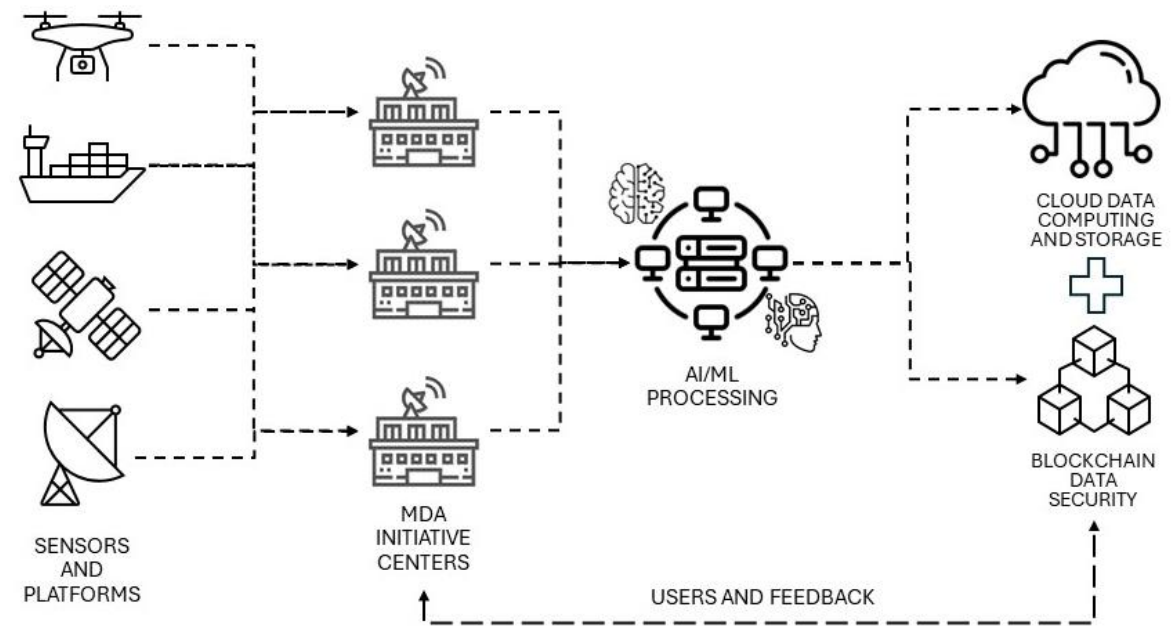 CLOUD DATA
COMPUTING
AND STORAGE
AI/ML
PROCESSING
BLOCKCHAIN
DATA
SECURITY
MDA
INITIATIVE
CENTERS
SENSORS
AND
PLATFORMS
USERS AND FEEDBACK